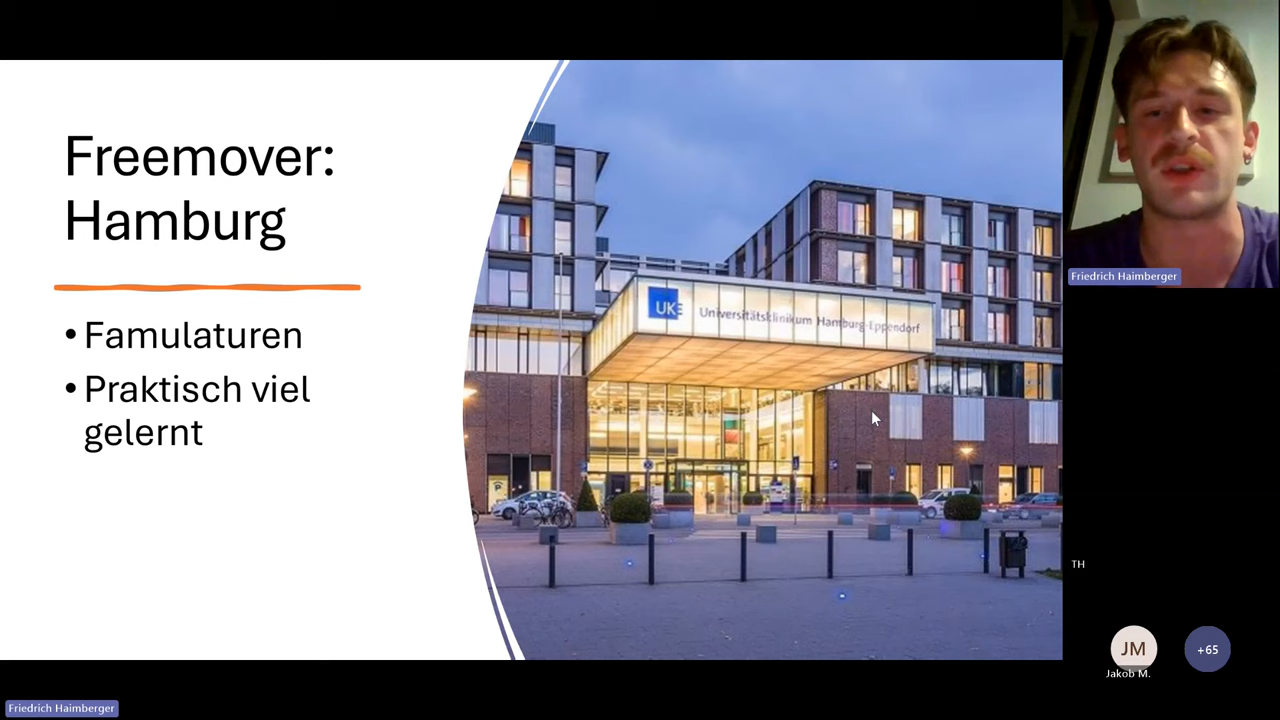 Freemover:
Hamburg
• Famulaturen
• Praktisch viel
gelernt
UKE
Universitätsklinikum Hamburg-Eppendorf
Friedrich Haimberger
TH
JM
Jakob M.
+65
Friedrich Haimberger